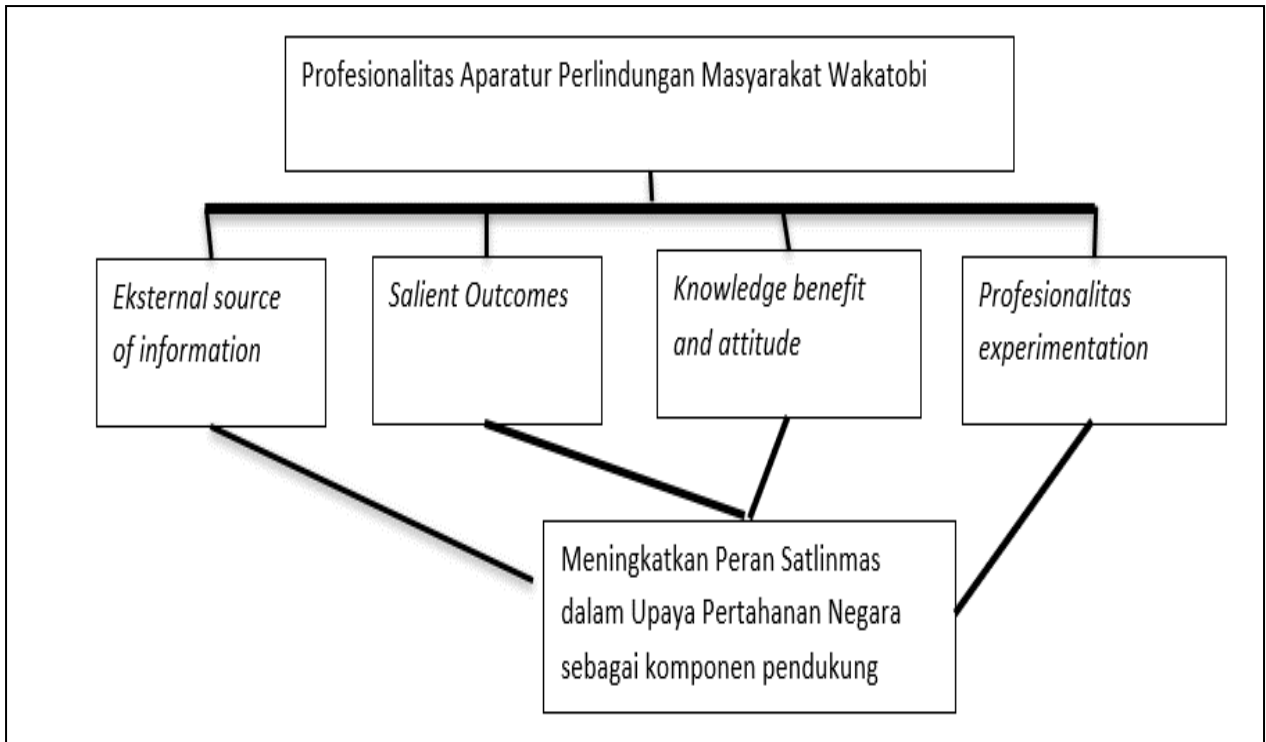 Profesionalitas Aparatur Perlindungan Masyarakat Wakatobi
Eksternal source
of information
Salient Outcomes
Knowledge benefit
and attitude
Profesionalitas
experimentation
Meningkatkan Peran Satlinmas
dalam Upaya Pertahanan Negara
sebagai komponen pendukung